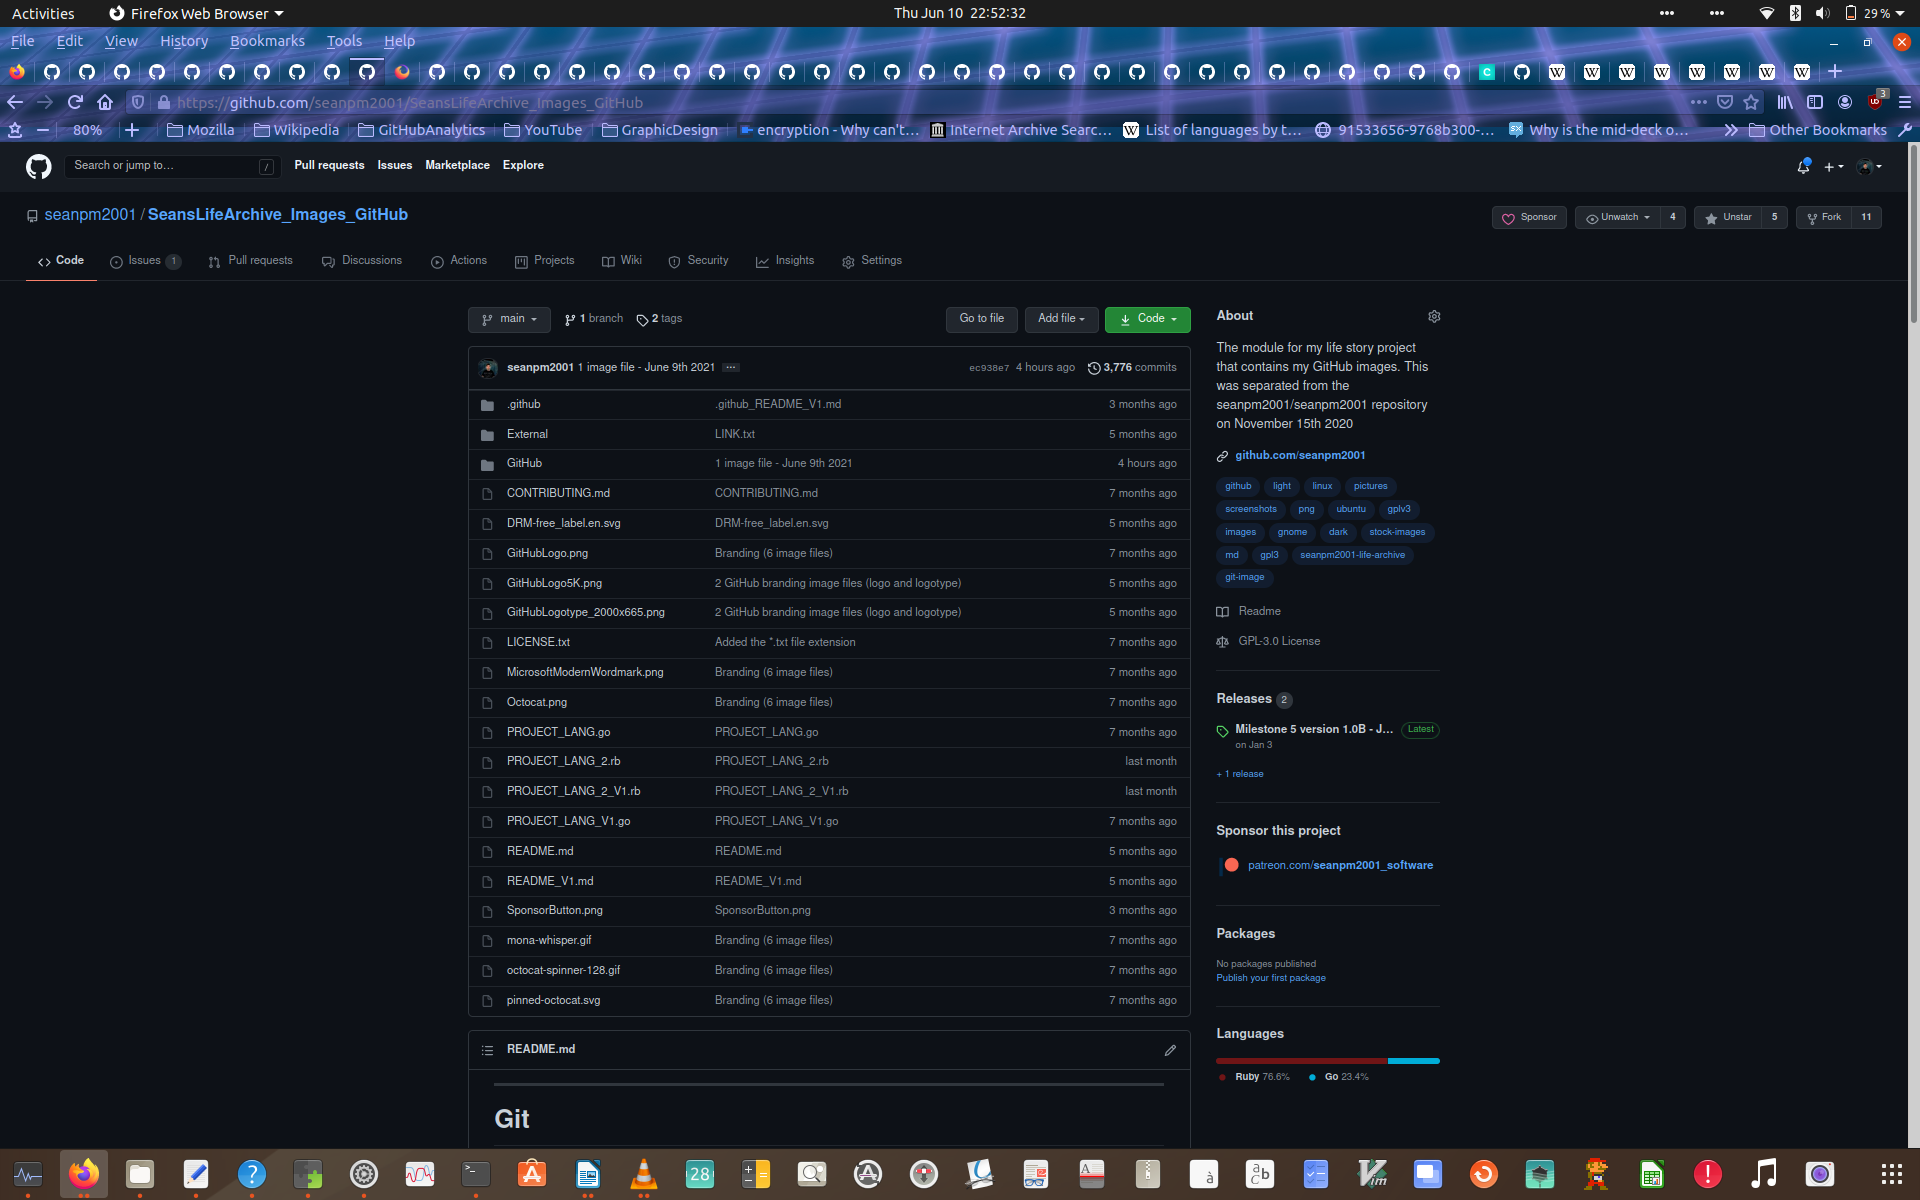 Activities Firefox Web Browser Thu Jun 10 22:52:32 29 %
File Edit View History Bookmarks Tools Help
https://github.com/seanpm2001/SeansLifeArchive_Images_GitHub 3
80% Mozilla Wikipedia GitHubAnalytics YouTube GraphicDesign encryption - Why can't… Internet Archive Searc… List of languages by t… 91533656-9768b300-… Why is the mid-deck o… Other Bookmarks
Search or jump to… / Pull requests Issues Marketplace Explore
seanpm2001 / SeansLifeArchive_Images_GitHub Sponsor Unwatch 4 Unstar 5 Fork 11
Code Issues 1 Pull requests Discussions Actions Projects Wiki Security Insights Settings
main 1 branch 2 tags Go to file Add file Code
seanpm2001 1 image file - June 9th 2021 ... ec938e7 4 hours ago 3,776 commits
.github .github_README_V1.md 3 months ago
External LINK.txt 5 months ago
GitHub 1 image file - June 9th 2021 4 hours ago
CONTRIBUTING.md CONTRIBUTING.md 7 months ago
DRM-free_label.en.svg DRM-free_label.en.svg 5 months ago
GitHubLogo.png Branding (6 image files) 7 months ago
GitHubLogo5K.png 2 GitHub branding image files (logo and logotype) 5 months ago
GitHubLogotype_2000x665.png 2 GitHub branding image files (logo and logotype) 5 months ago
LICENSE.txt Added the *.txt file extension 7 months ago
MicrosoftModernWordmark.png Branding (6 image files) 7 months ago
Octocat.png Branding (6 image files) 7 months ago
PROJECT_LANG.go PROJECT_LANG.go 7 months ago
PROJECT_LANG_2.rb PROJECT_LANG_2.rb last month
PROJECT_LANG_2_V1.rb PROJECT_LANG_2_V1.rb last month
PROJECT_LANG_V1.go PROJECT_LANG_V1.go 7 months ago
README.md README.md 5 months ago
README_V1.md README_V1.md 5 months ago
SponsorButton.png SponsorButton.png 3 months ago
mona-whisper.gif Branding (6 image files) 7 months ago
octocat-spinner-128.gif Branding (6 image files) 7 months ago
pinned-octocat.svg Branding (6 image files) 7 months ago
README.md
Git
About
The module for my life story project
that contains my GitHub images. This
was separated from the
seanpm2001/seanpm2001 repository
on November 15th 2020
github.com/seanpm2001
github light linux pictures
screenshots png ubuntu gplv3
images gnome dark stock-images
md gpl3 seanpm2001-life-archive
git-image
Readme
GPL-3.0 License
Releases 2
Milestone 5 version 1.0B - J... Latest
on Jan 3
+ 1 release
Sponsor this project
patreon.com/seanpm2001_software
Packages
No packages published
Publish your first package
Languages
Ruby 76.6% Go 23.4%
28